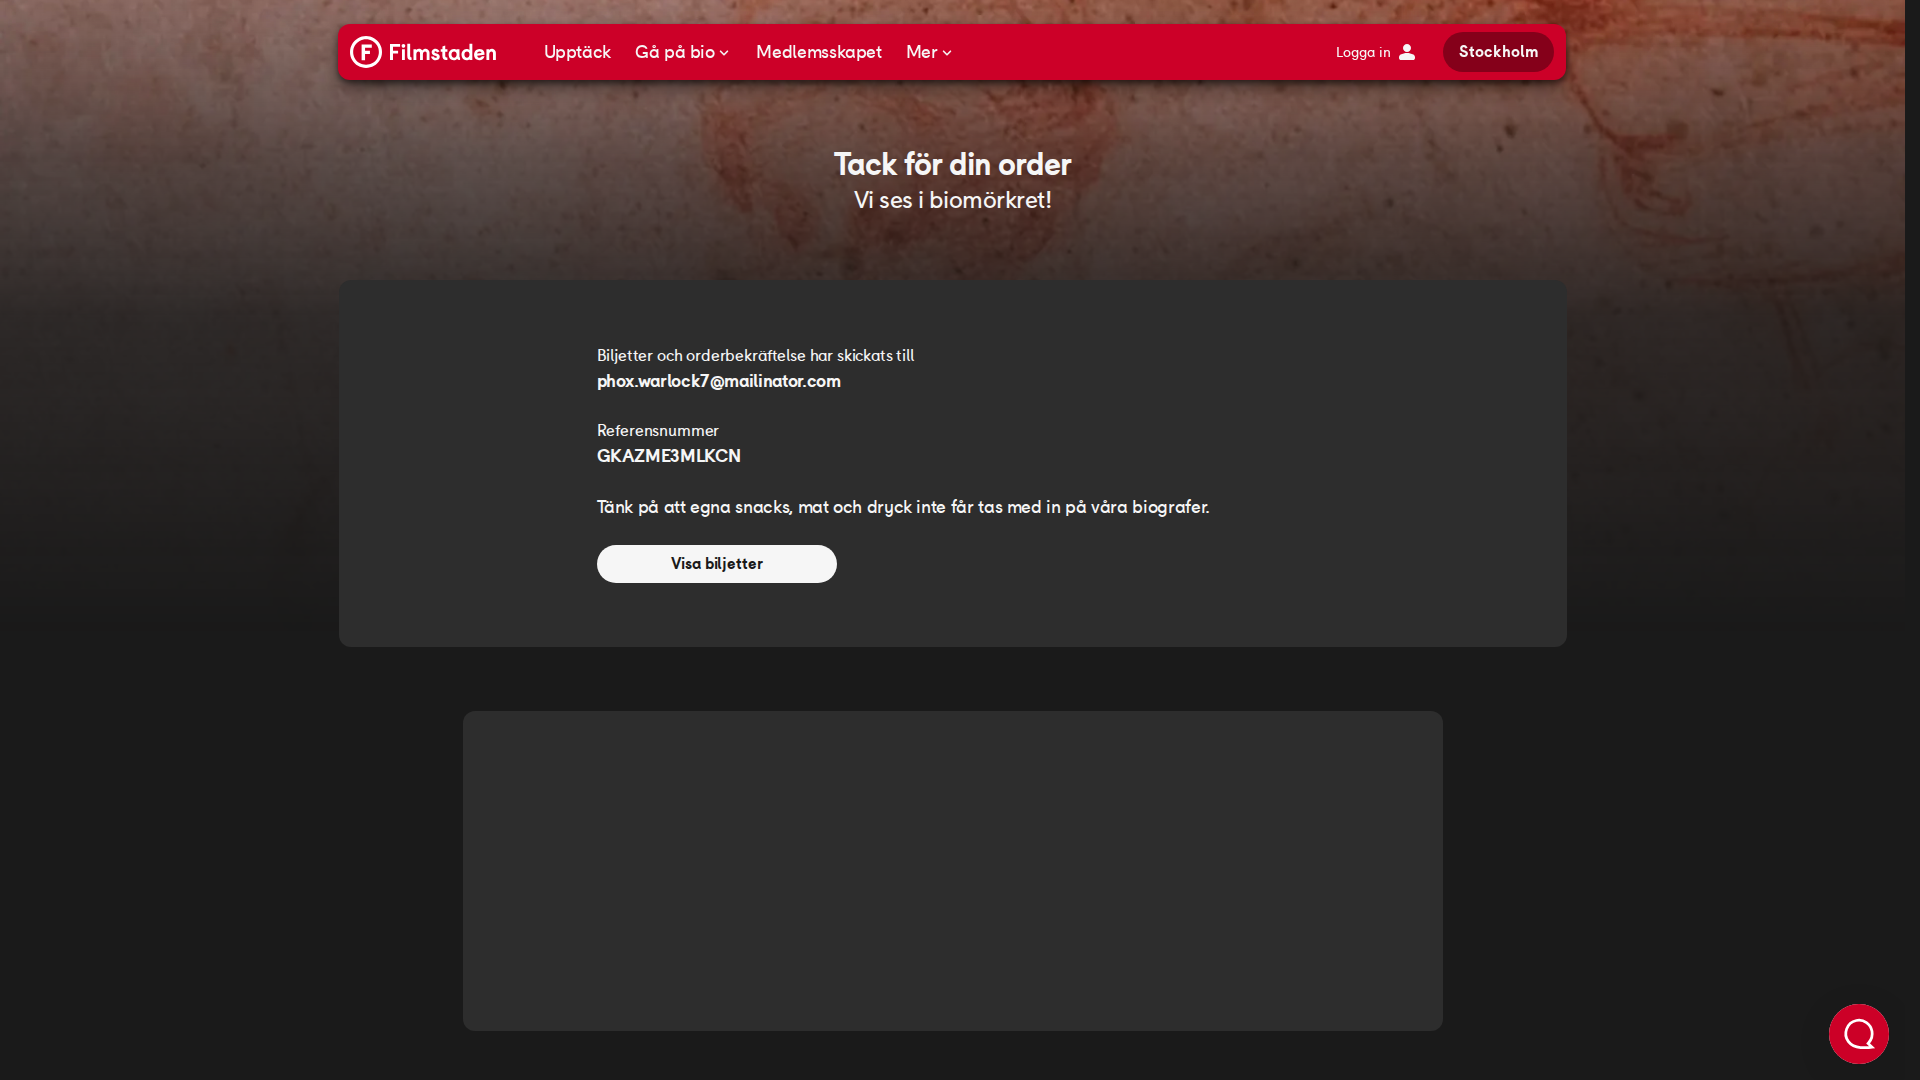 Filmstaden
Upptäck
Gå på bio
Medlemsskapet
Mer
Logga in
Stockholm
Tack för din order
Vi ses i biomörkret!
Biljetter och orderbekräftelse har skickats till
phox.warlock7@mailinator.com
Referensnummer
GKAZME3MLKCN
Tänk på att egna snacks, mat och dryck inte får tas med in på våra biografer.
Visa biljetter